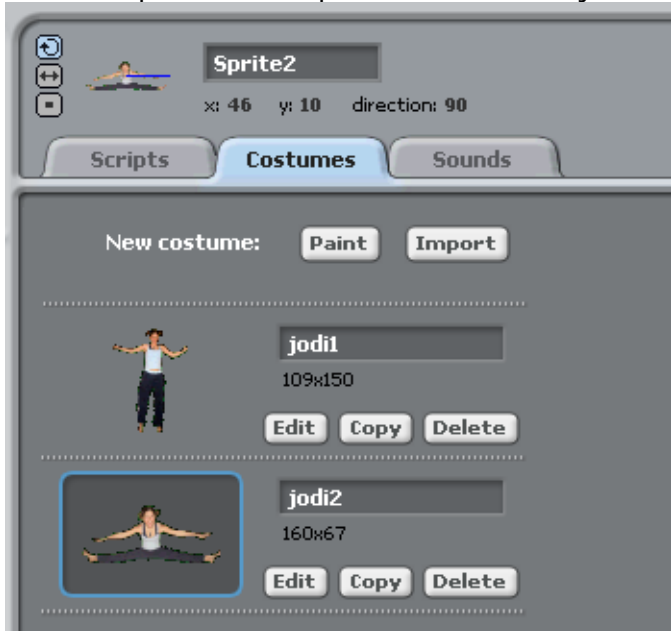 Sprite2
x: 46 y: 10 direction: 90
Scripts Costumes Sounds
New costume: Paint Import
jodi1
109x150
Edit Copy Delete
jodi2
160x67
Edit Copy Delete